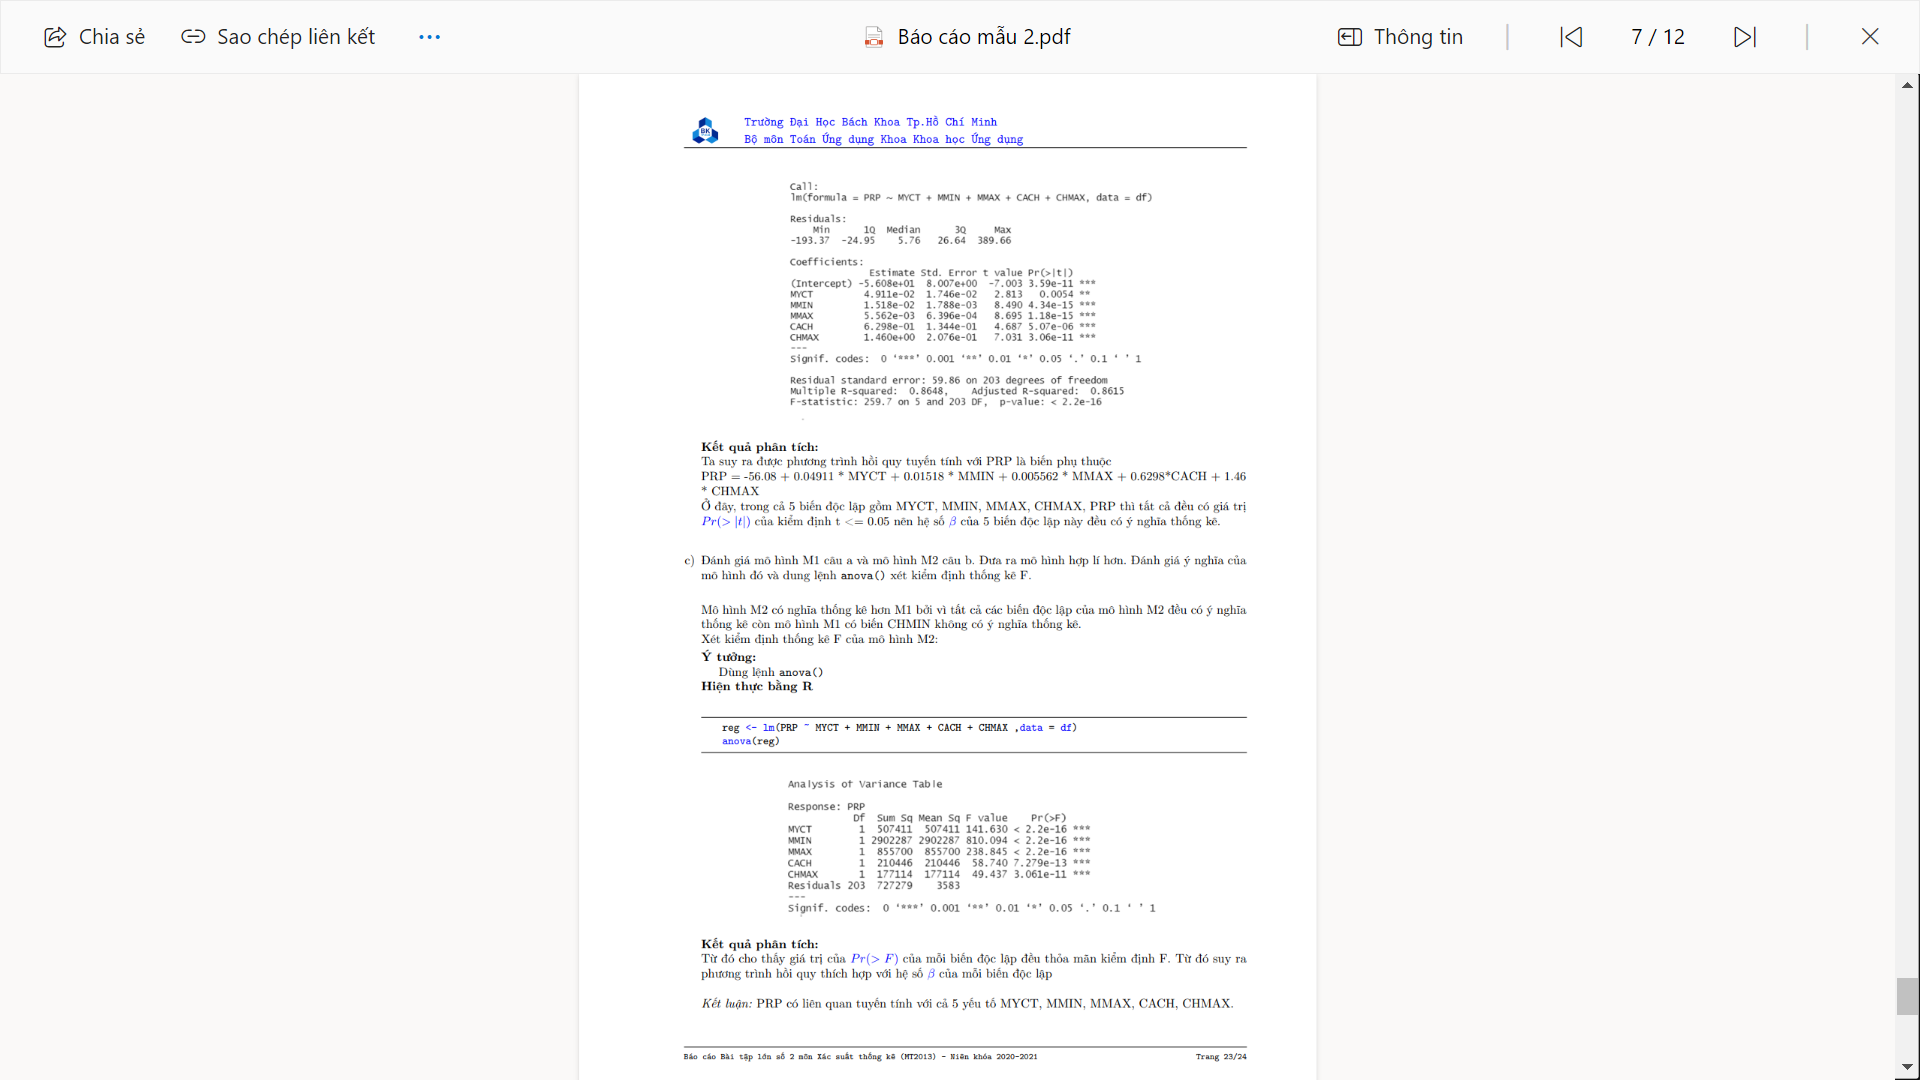 Chia sẻ
Sao chép liên kết
Báo cáo mẫu 2.pdf
Thông tin
7 / 12
BK
Trường Đại Học Bách Khoa Tp.Hồ Chí Minh
Bộ môn Toán Ứng dụng Khoa Khoa học Ứng dụng
Call:
lm(formula = PRP ~ MYCT + MMIN + MMAX + CACH + CHMAX, data = df)
Residuals:
Min 1Q Median 3Q Max
-193.37 -24.95 5.76 26.64 389.66
Coefficients:
Estimate Std. Error t value Pr(>|t|)
(Intercept) -5.608e+01 8.007e+00 -7.003 3.59e-11 ***
MYCT 4.911e-02 1.746e-02 2.813 0.0054 **
MMIN 1.518e-02 1.788e-03 8.490 4.34e-15 ***
MMAX 5.562e-03 6.396e-04 8.695 1.18e-15 ***
CACH 6.298e-01 1.344e-01 4.687 5.07e-06 ***
CHMAX 1.460e+00 2.076e-01 7.031 3.06e-11 ***
---
Signif. codes: 0 ‘***’ 0.001 ‘**’ 0.01 ‘*’ 0.05 ‘.’ 0.1 ‘ ’ 1
Residual standard error: 59.86 on 203 degrees of freedom
Multiple R-squared: 0.8648, Adjusted R-squared: 0.8615
F-statistic: 259.7 on 5 and 203 DF, p-value: < 2.2e-16
Kết quả phân tích:
Ta suy ra được phương trình hồi quy tuyến tính với PRP là biến phụ thuộc
PRP = -56.08 + 0.04911 * MYCT + 0.01518 * MMIN + 0.005562 * MMAX + 0.6298*CACH + 1.46
* CHMAX
Ở đây, trong cả 5 biến độc lập gồm MYCT, MMIN, MMAX, CHMAX, PRP thì tất cả đều có giá trị
Pr(> |t|) của kiểm định t <= 0.05 nên hệ số β của 5 biến độc lập này đều có ý nghĩa thống kê.
c) Đánh giá mô hình M1 câu a và mô hình M2 câu b. Đưa ra mô hình hợp lí hơn. Đánh giá ý nghĩa của
mô hình đó và dung lệnh anova() xét kiểm định thống kê F.
Mô hình M2 có nghĩa thống kê hơn M1 bởi vì tất cả các biến độc lập của mô hình M2 đều có ý nghĩa
thống kê còn mô hình M1 có biến CHMIN không có ý nghĩa thống kê.
Xét kiểm định thống kê F của mô hình M2:
Ý tưởng:
Dùng lệnh anova()
Hiện thực bằng R
reg <- lm(PRP ~ MYCT + MMIN + MMAX + CACH + CHMAX ,data = df)
anova(reg)
Analysis of Variance Table
Response: PRP
Df Sum Sq Mean Sq F value Pr(>F)
MYCT 1 507411 507411 141.630 < 2.2e-16 ***
MMIN 1 2902287 2902287 810.094 < 2.2e-16 ***
MMAX 1 855700 855700 238.845 < 2.2e-16 ***
CACH 1 210446 210446 58.740 7.279e-13 ***
CHMAX 1 177114 177114 49.437 3.061e-11 ***
Residuals 203 727279 3583
---
Signif. codes: 0 ‘***’ 0.001 ‘**’ 0.01 ‘*’ 0.05 ‘.’ 0.1 ‘ ’ 1
Kết quả phân tích:
Từ đó cho thấy giá trị của Pr(> F) của mỗi biến độc lập đều thỏa mãn kiểm định F. Từ đó suy ra
phương trình hồi quy thích hợp với hệ số β của mỗi biến độc lập
Kết luận: PRP có liên quan tuyến tính với cả 5 yếu tố MYCT, MMIN, MMAX, CACH, CHMAX.
Báo cáo Bài tập lớn số 2 môn Xác suất thống kê (MT2013) - Niên khóa 2020-2021
Trang 23/24